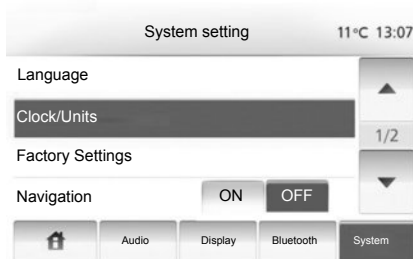 System setting 11°C 13:07
Language
Clock/Units
1/2
Factory Settings
Navigation ON OFF
Audio Display Bluetooth System